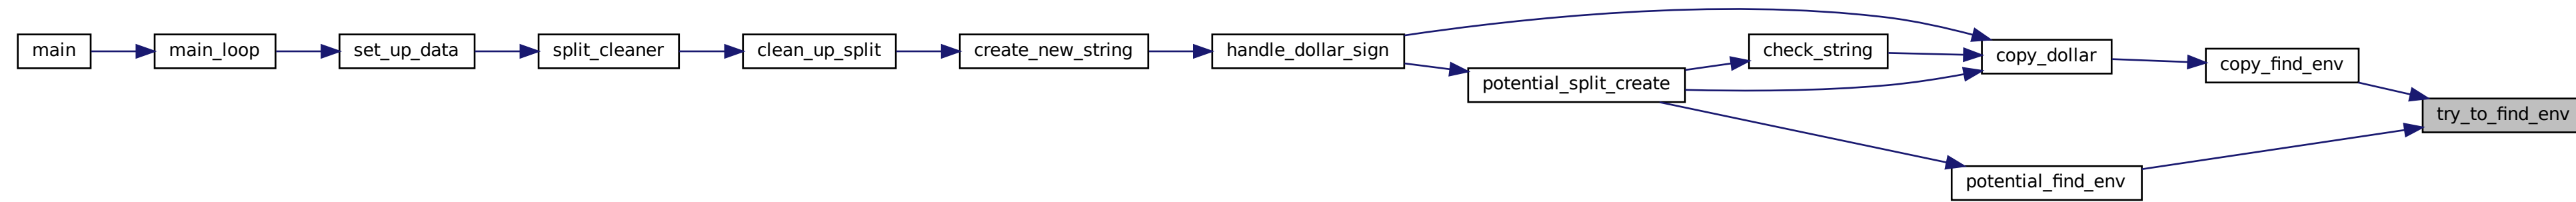 main
main_loop
set_up_data
split_cleaner
clean_up_split
create_new_string
handle_dollar_sign
potential_split_create
check_string
copy_dollar
copy_find_env
potential_find_env
try_to_find_env